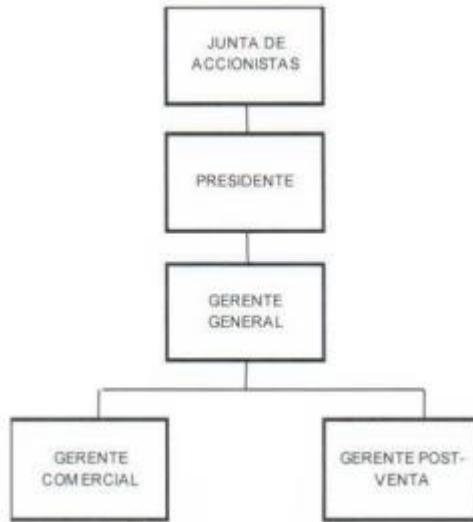 JUNTA DE
ACCIONISTAS
PRESIDENTE
GERENTE
GENERAL
GERENTE
COMERCIAL
GERENTE POST-
VENTA